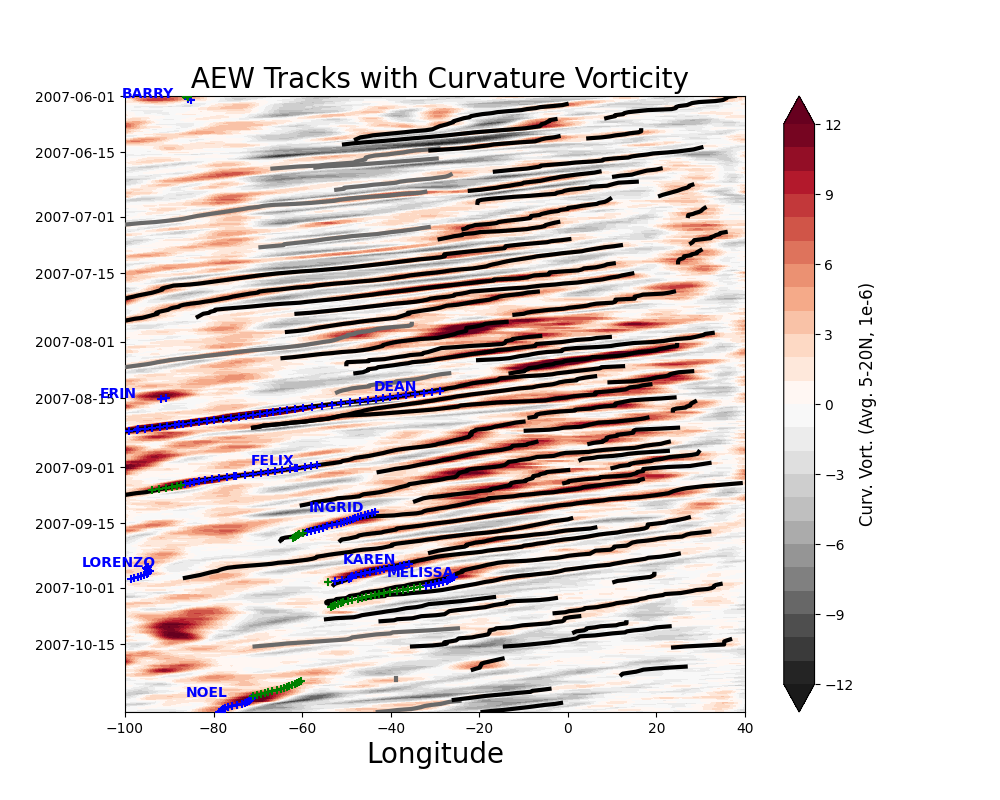 AEW Tracks with Curvature Vorticity
2007-06-01
2007-06-15
2007-07-01
2007-07-15
2007-08-01
2007-08-15
2007-09-01
2007-09-15
2007-10-01
2007-10-15
BARRY
ERIN
DEAN
FELIX
INGRID
LORENZO
KAREN
MELISSA
NOEL
−100
−80
−60
−40
−20
0
20
40
Longitude
12
9
6
3
0
−3
−6
−9
−12
Curv. Vort. (Avg. 5-20N, 1e-6)